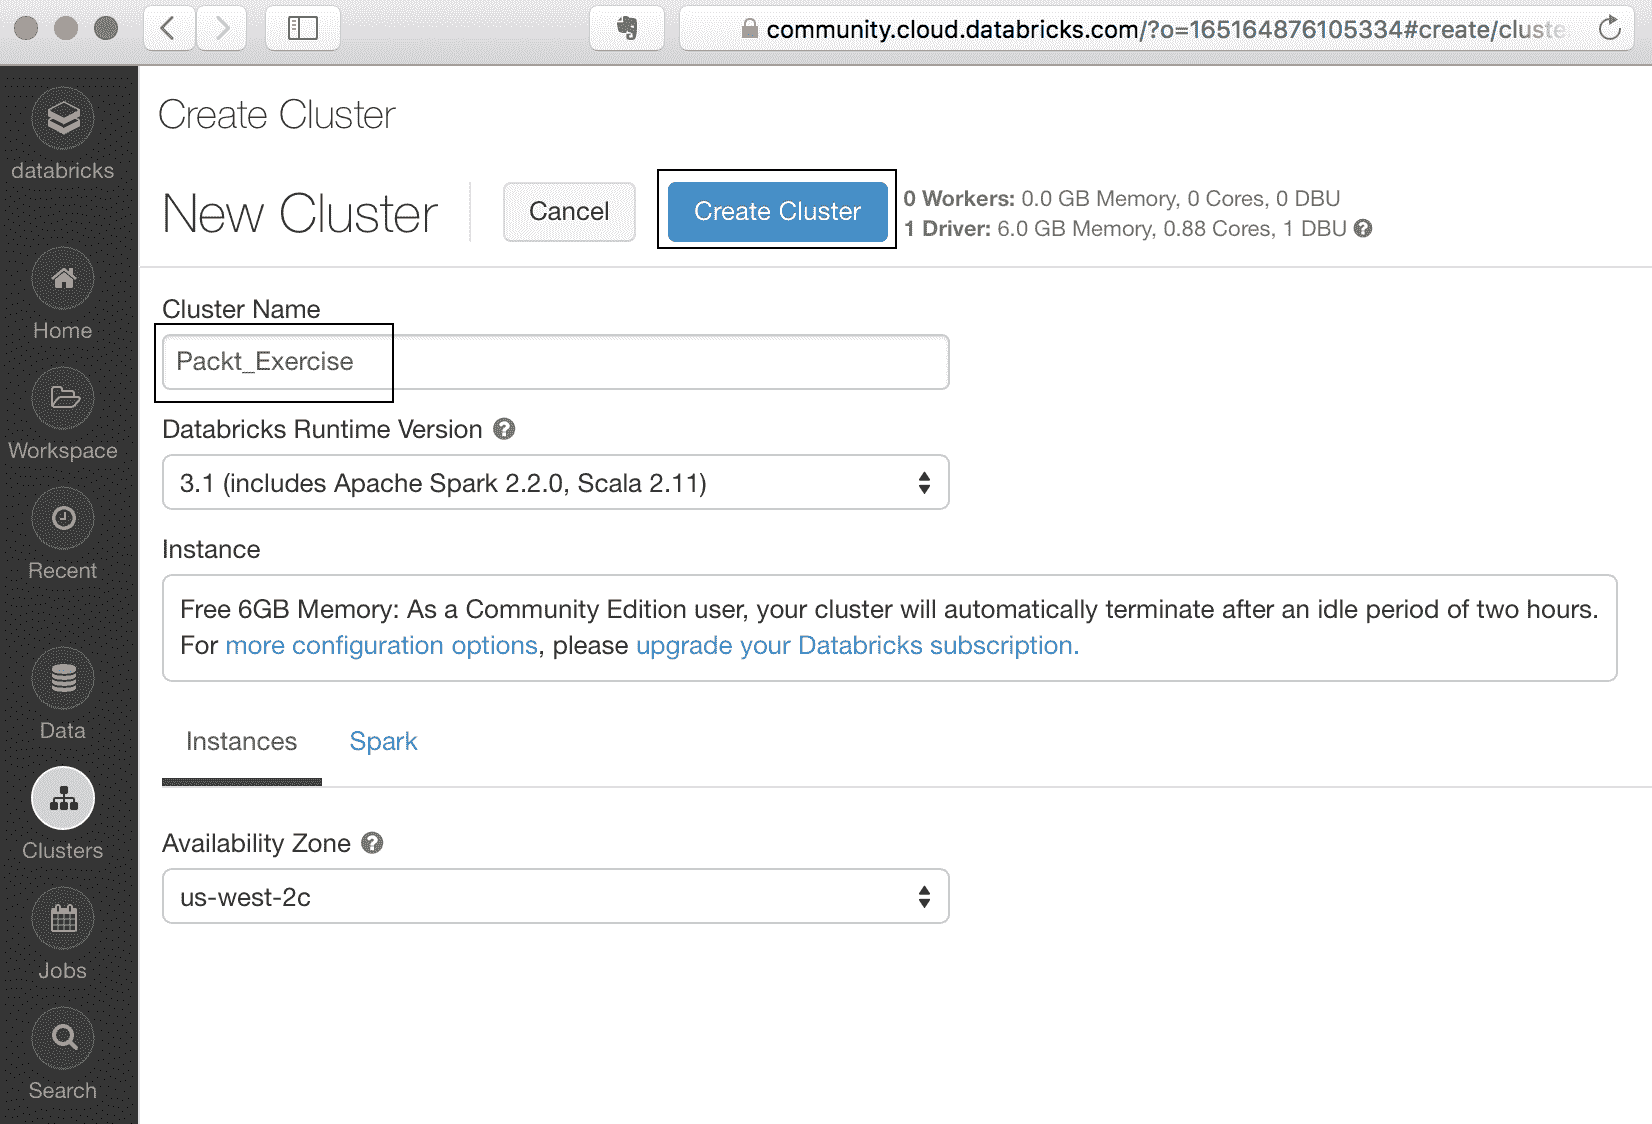 community.cloud.databricks.com/?o=165164876105334#create/cluste
databricks
Home
Workspace
Recent
Data
Clusters
Jobs
Search
Create Cluster
New Cluster
Cancel
Create Cluster
0 Workers: 0.0 GB Memory, 0 Cores, 0 DBU
1 Driver: 6.0 GB Memory, 0.88 Cores, 1 DBU ?
Cluster Name
Packt_Exercise
Databricks Runtime Version ?
3.1 (includes Apache Spark 2.2.0, Scala 2.11)
Instance
Free 6GB Memory: As a Community Edition user, your cluster will automatically terminate after an idle period of two hours.
For more configuration options, please upgrade your Databricks subscription.
Instances Spark
Availability Zone ?
us-west-2c